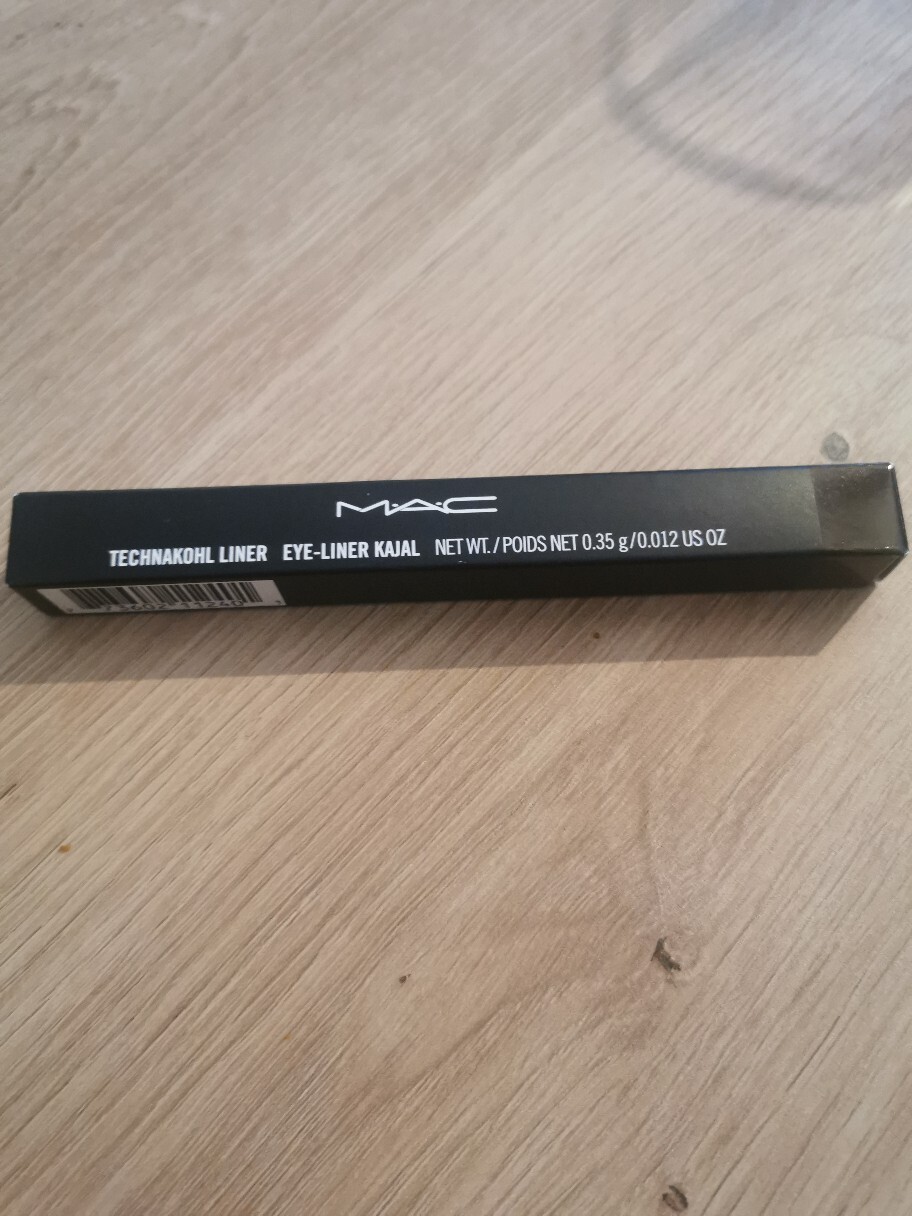 M·A·C
TECHNAKOHL LINER EYE-LINER KAJAL NET WT. / POIDS NET 0.35 g / 0.012 US OZ